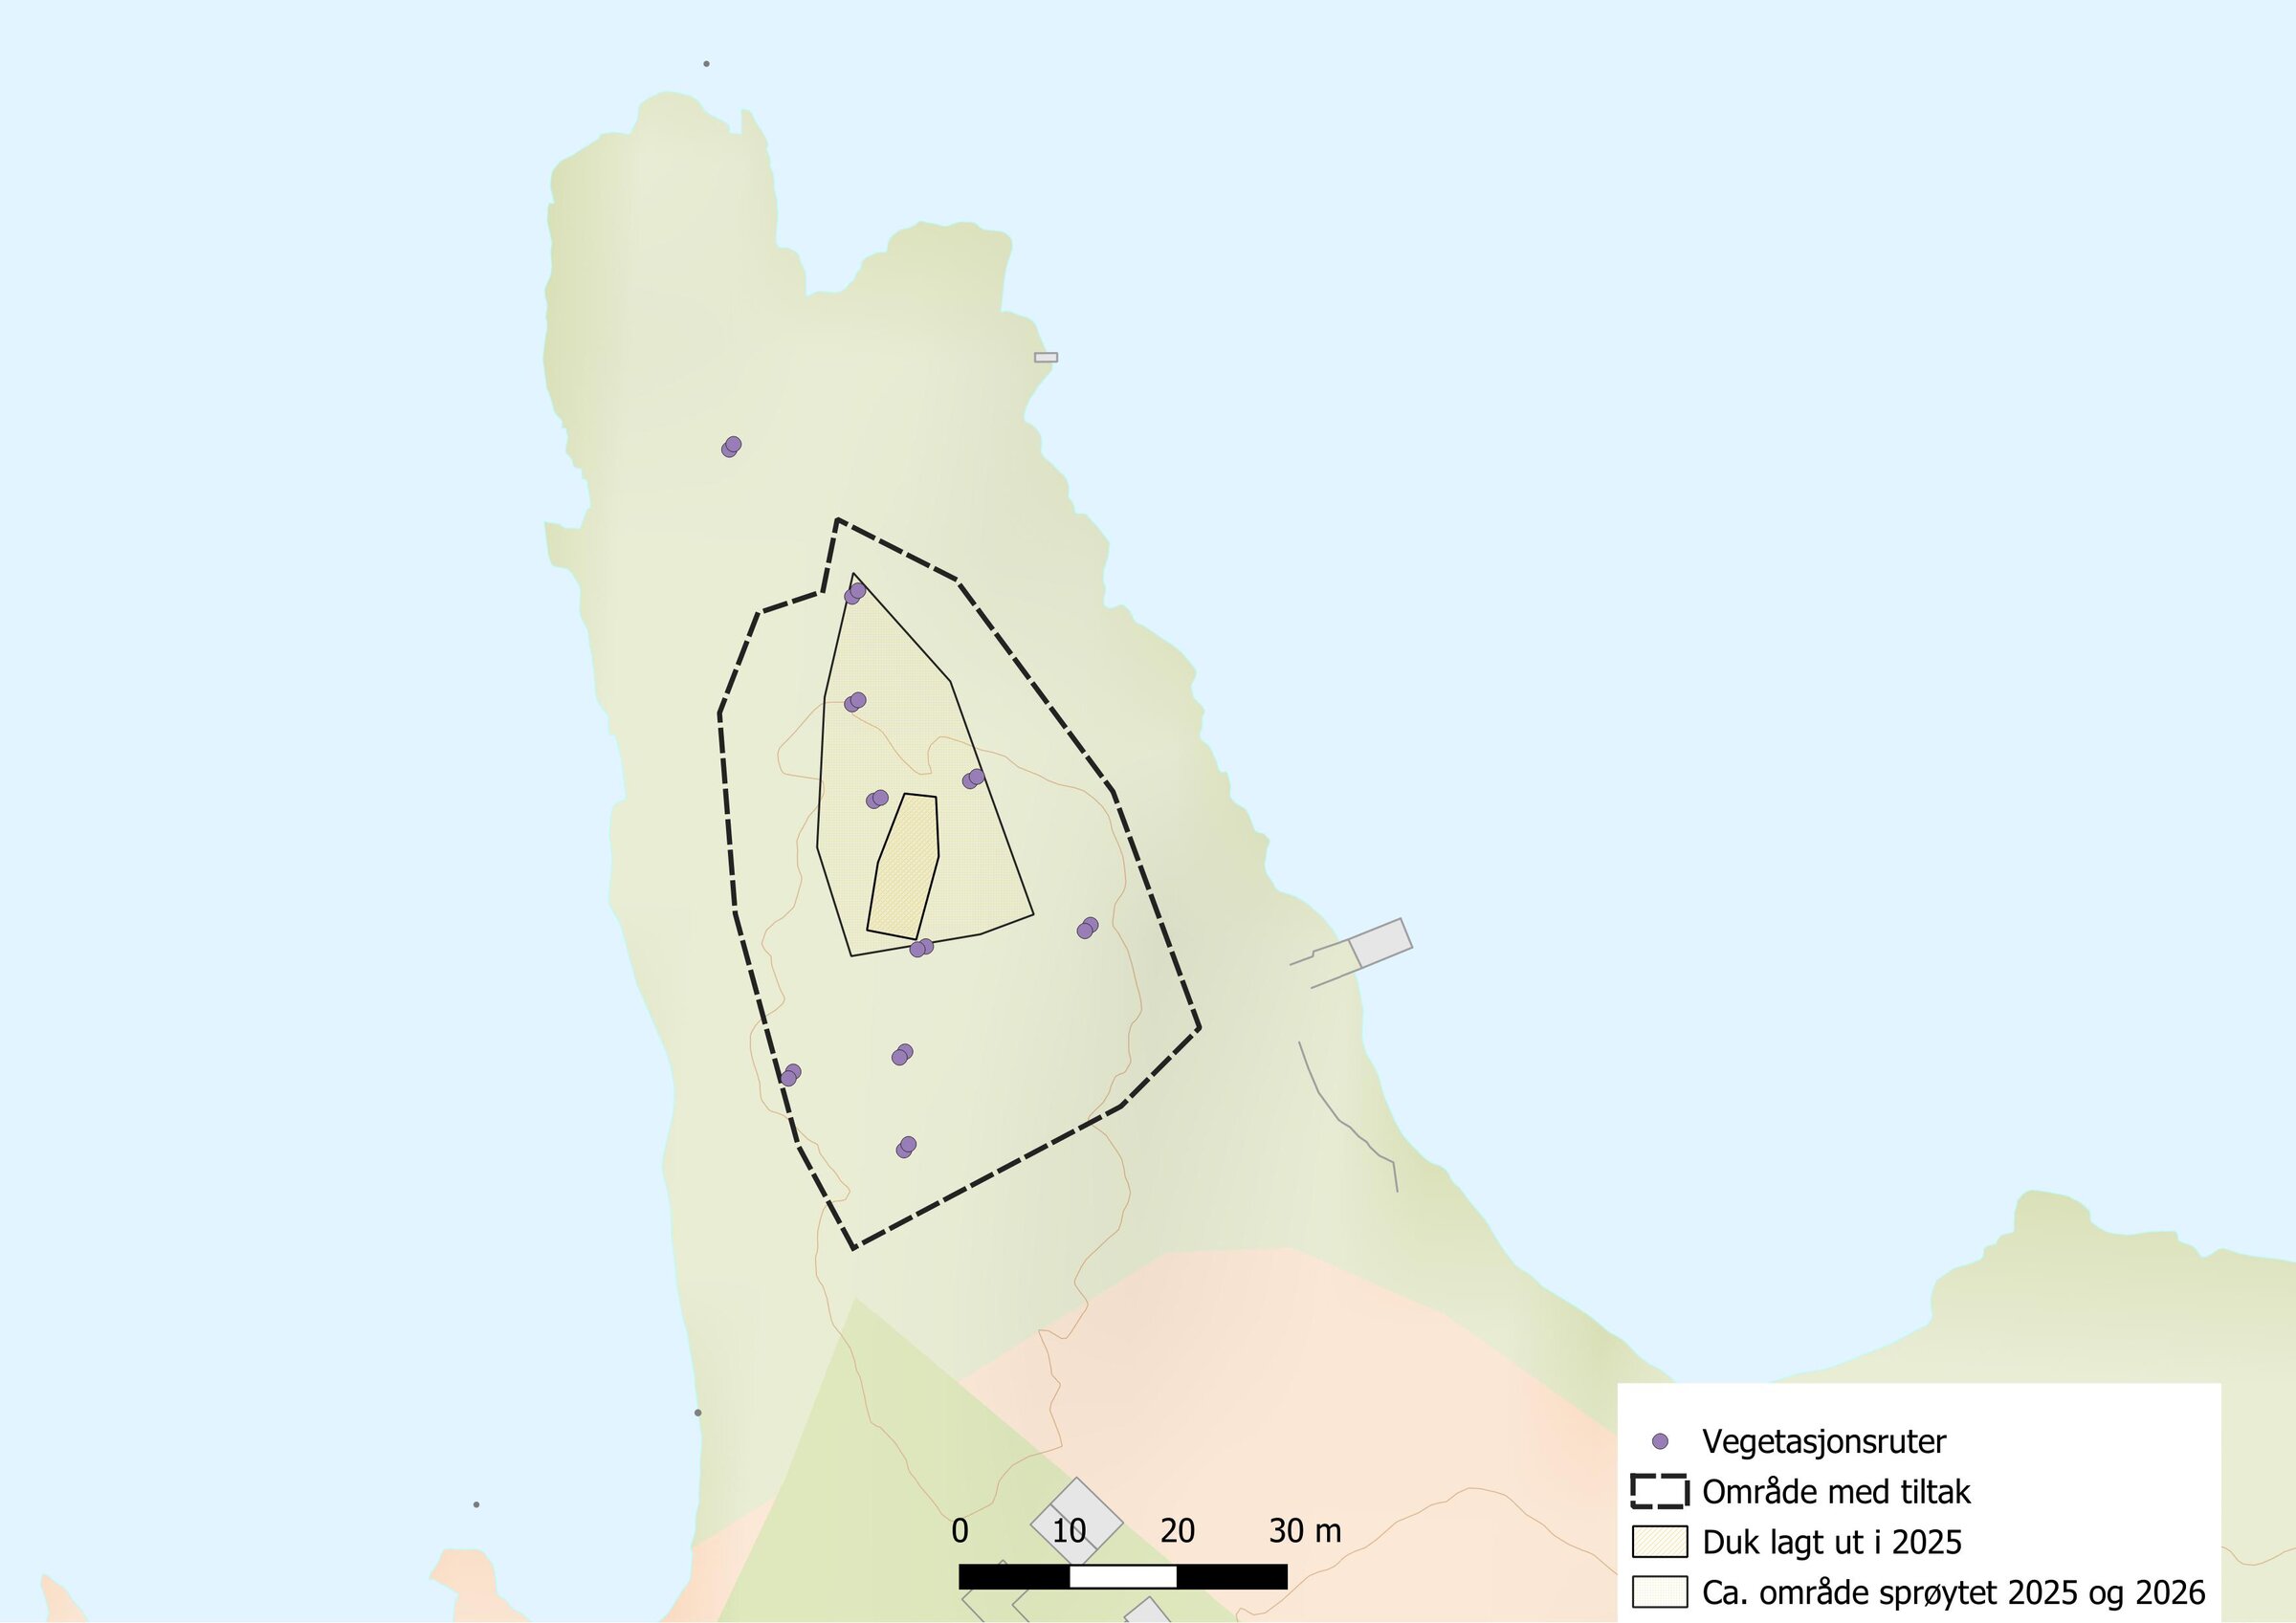 0 10 20 30 m
Vegetasjonsruter
Område med tiltak
Duk lagt ut i 2025
Ca. område sprøytet 2025 og 2026